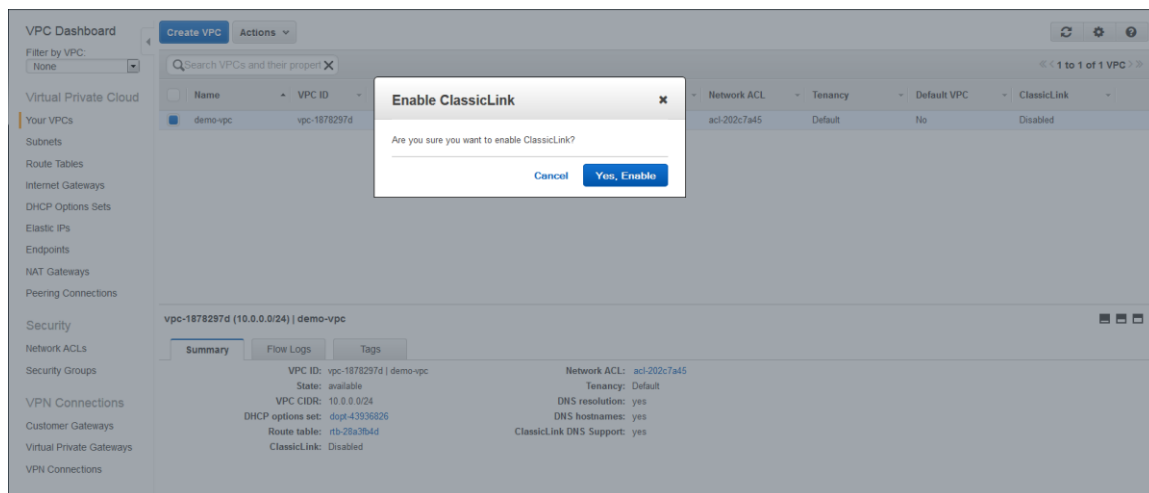 VPC Dashboard
Filter by VPC:
None
Virtual Private Cloud
Your VPCs
Subnets
Route Tables
Internet Gateways
DHCP Options Sets
Elastic IPs
Endpoints
NAT Gateways
Peering Connections
Security
Network ACLs
Security Groups
VPN Connections
Customer Gateways
Virtual Private Gateways
VPN Connections
Create VPC Actions
Search VPCs and their propert X
≪ < 1 to 1 of 1 VPC > ≫
Name VPC ID Network ACL Tenancy Default VPC ClassicLink
demo-vpc vpc-1878297d acl-202c7a45 Default No Disabled
Enable ClassicLink ×
Are you sure you want to enable ClassicLink?
Cancel Yes, Enable
vpc-1878297d (10.0.0.0/24) | demo-vpc
Summary Flow Logs Tags
VPC ID: vpc-1878297d | demo-vpc
State: available
VPC CIDR: 10.0.0.0/24
DHCP options set: dopt-43936826
Route table: rtb-28a3fb4d
ClassicLink: Disabled
Network ACL: acl-202c7a45
Tenancy: Default
DNS resolution: yes
DNS hostnames: yes
ClassicLink DNS Support: yes